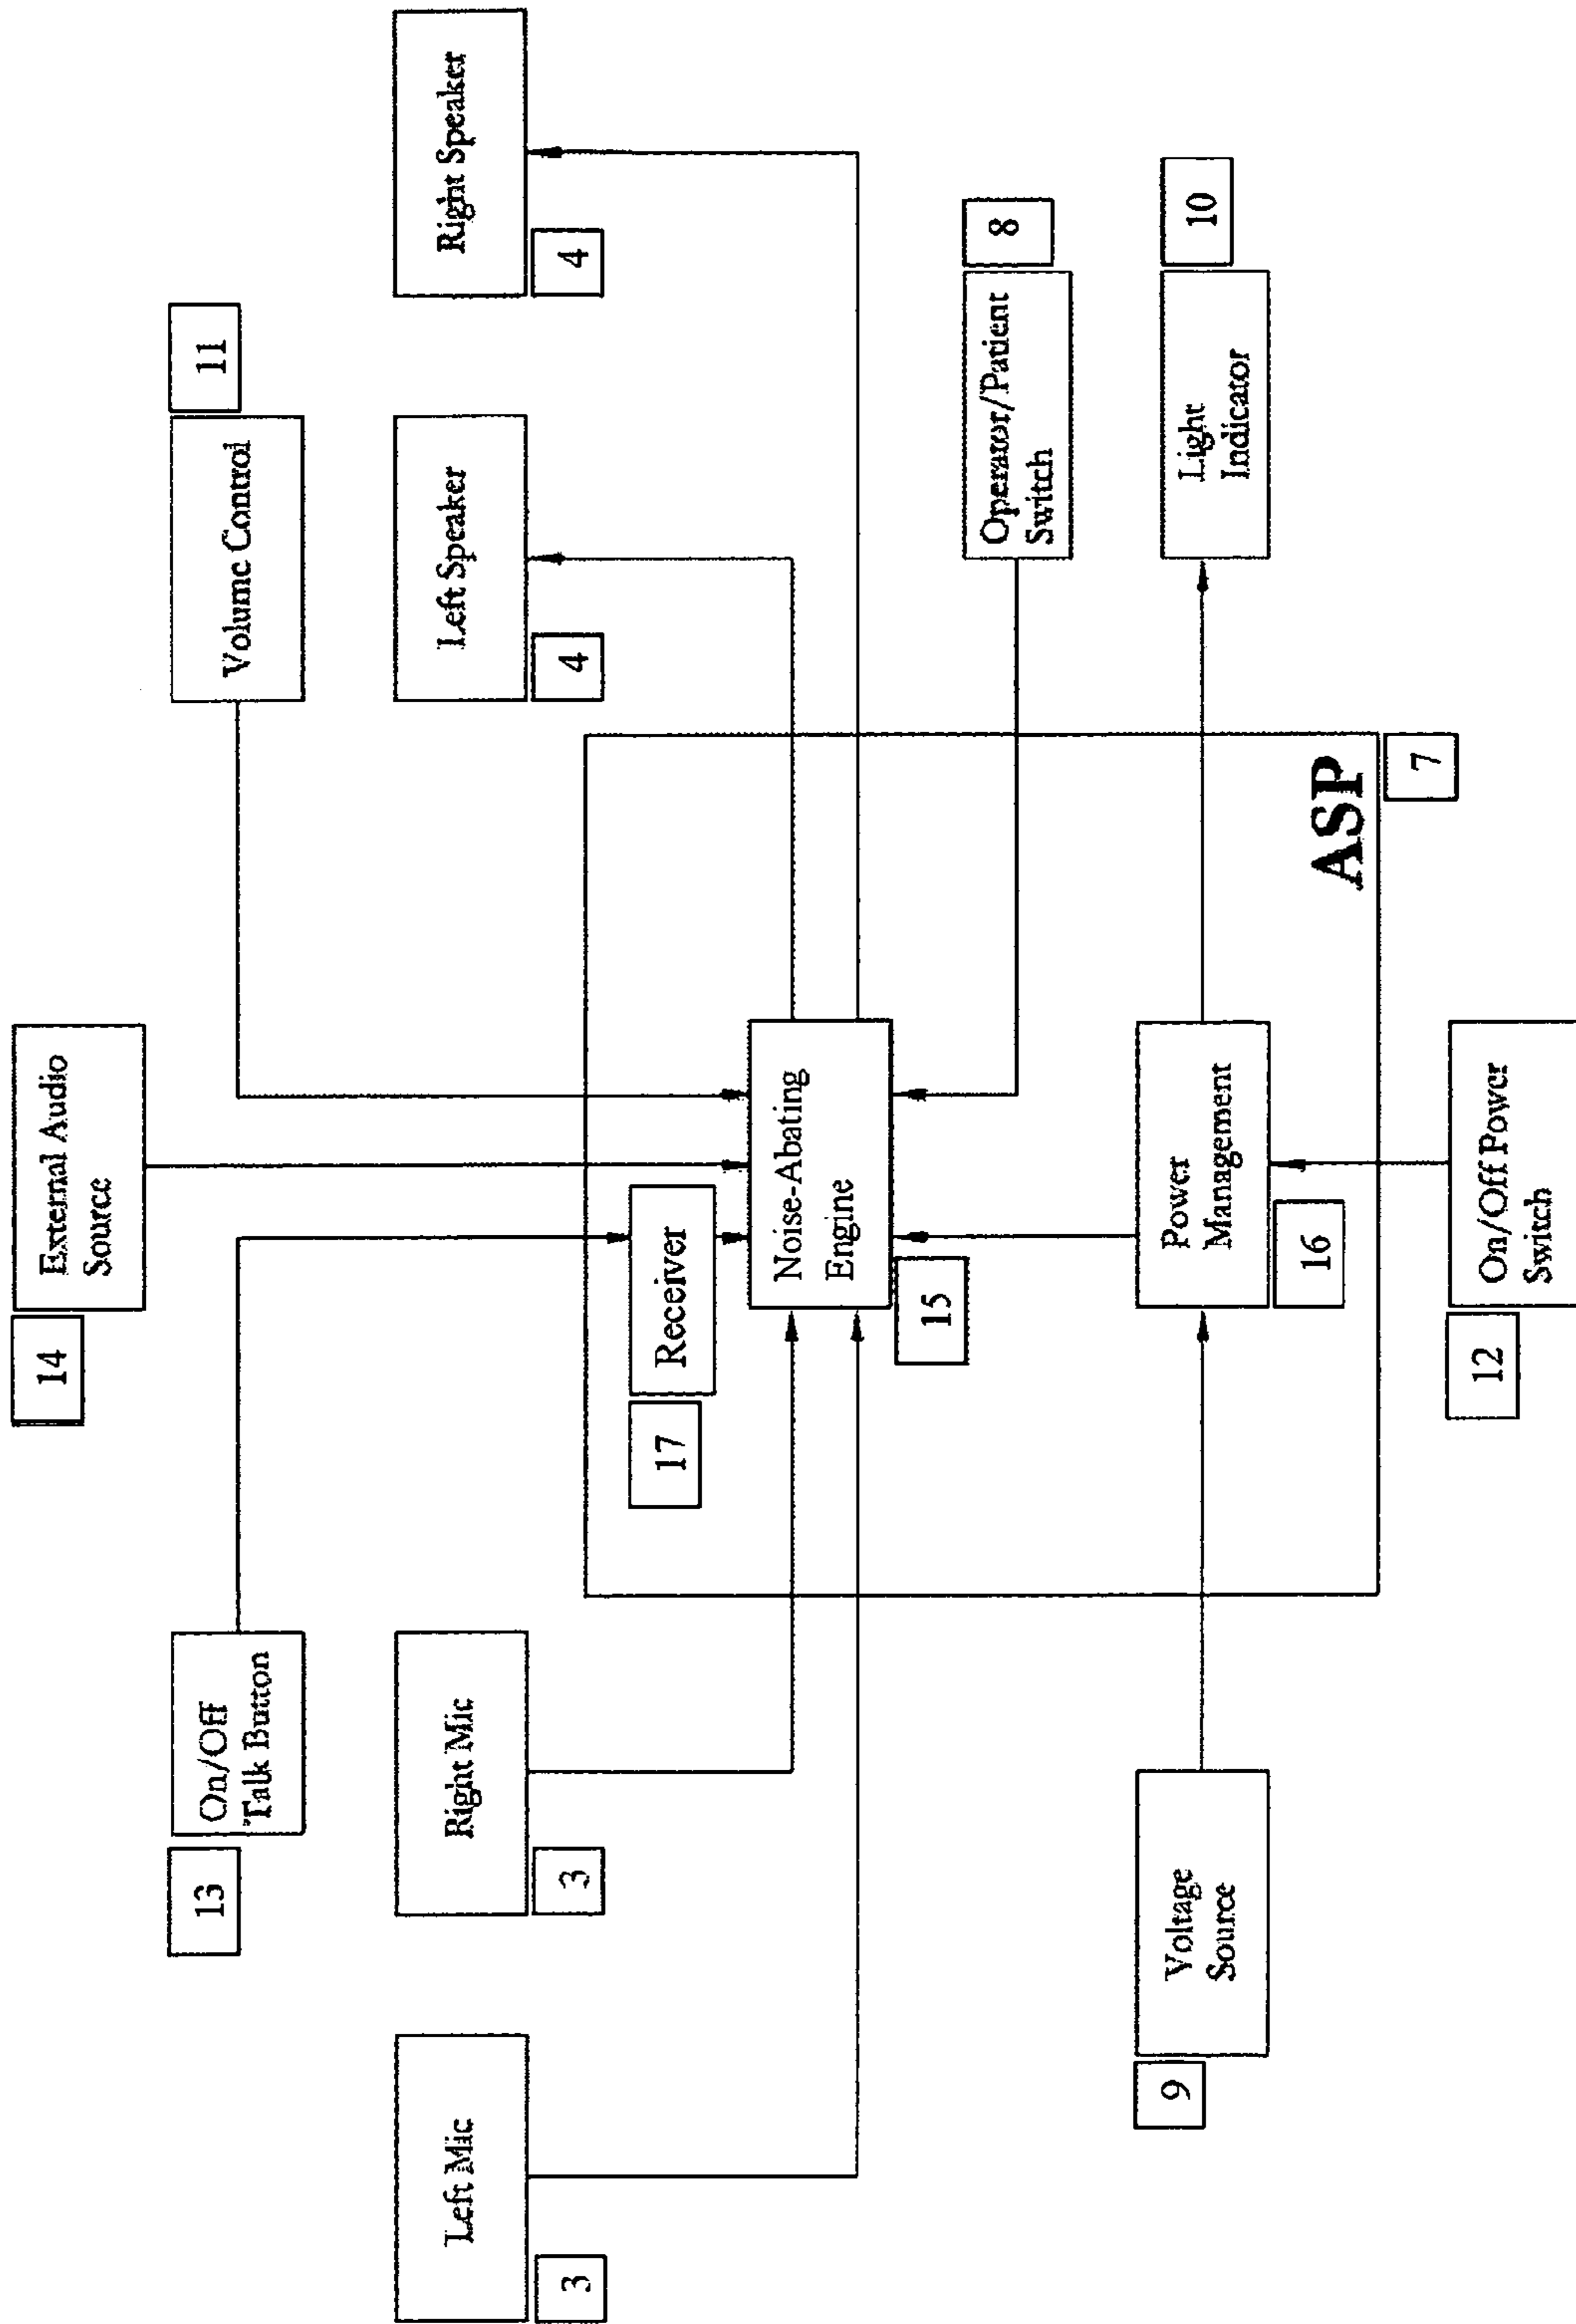 14
External Audio
Source
13
On/Off
Talk Button
Volume Control
11
3
Left Mic
3
Right Mic
4
Left Speaker
4
Right Speaker
17
Receiver
Noise-Abating
Engine
15
Operator/Patient
Switch
8
9
Voltage
Source
Power
Management
16
Light
Indicator
10
ASP
7
12
On/Off Power
Switch